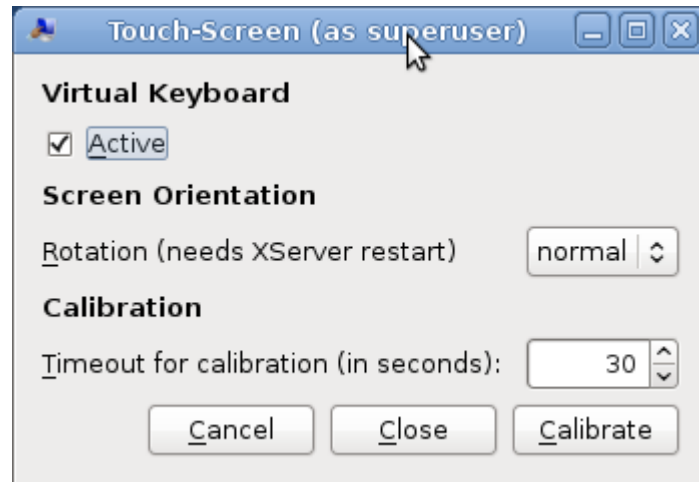 Touch-Screen (as superuser)
Virtual Keyboard
Active
Screen Orientation
Rotation (needs XServer restart) normal
Calibration
Timeout for calibration (in seconds): 30
Cancel Close Calibrate